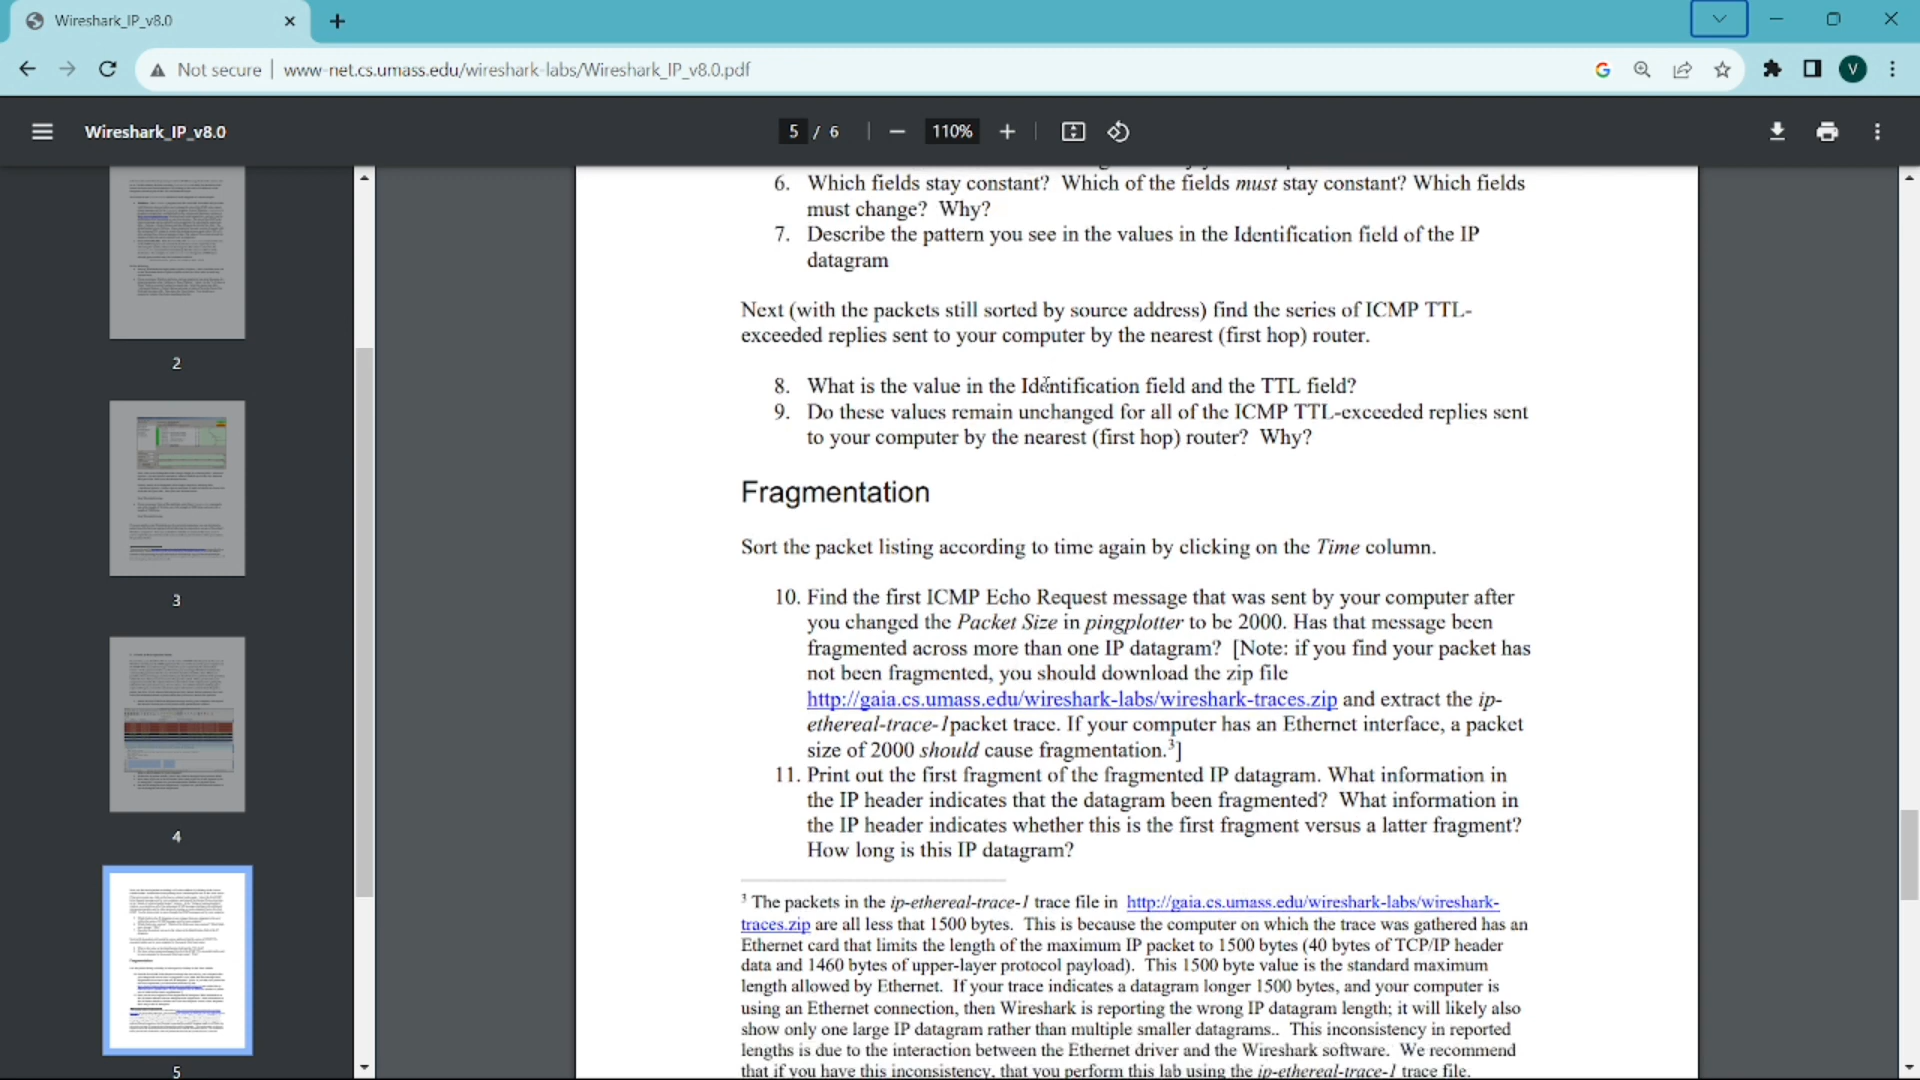 Wireshark_IP_v8.0
Not secure
www-net.cs.umass.edu/wireshark-labs/Wireshark_IP_v8.0.pdf
V
Wireshark_IP_v8.0
5 / 6
110%
2
3
4
5
6. Which fields stay constant? Which of the fields must stay constant? Which fields
must change? Why?
7. Describe the pattern you see in the values in the Identification field of the IP
datagram
Next (with the packets still sorted by source address) find the series of ICMP TTL-
exceeded replies sent to your computer by the nearest (first hop) router.
8. What is the value in the Identification field and the TTL field?
9. Do these values remain unchanged for all of the ICMP TTL-exceeded replies sent
to your computer by the nearest (first hop) router? Why?
Fragmentation
Sort the packet listing according to time again by clicking on the Time column.
10. Find the first ICMP Echo Request message that was sent by your computer after
you changed the Packet Size in pingplotter to be 2000. Has that message been
fragmented across more than one IP datagram? [Note: if you find your packet has
not been fragmented, you should download the zip file
http://gaia.cs.umass.edu/wireshark-labs/wireshark-traces.zip and extract the ip-
ethereal-trace-1packet trace. If your computer has an Ethernet interface, a packet
size of 2000 should cause fragmentation.3]
11. Print out the first fragment of the fragmented IP datagram. What information in
the IP header indicates that the datagram been fragmented? What information in
the IP header indicates whether this is the first fragment versus a latter fragment?
How long is this IP datagram?
3 The packets in the ip-ethereal-trace-1 trace file in http://gaia.cs.umass.edu/wireshark-labs/wireshark-
traces.zip are all less that 1500 bytes. This is because the computer on which the trace was gathered has an
Ethernet card that limits the length of the maximum IP packet to 1500 bytes (40 bytes of TCP/IP header
data and 1460 bytes of upper-layer protocol payload). This 1500 byte value is the standard maximum
length allowed by Ethernet. If your trace indicates a datagram longer 1500 bytes, and your computer is
using an Ethernet connection, then Wireshark is reporting the wrong IP datagram length; it will likely also
show only one large IP datagram rather than multiple smaller datagrams.. This inconsistency in reported
lengths is due to the interaction between the Ethernet driver and the Wireshark software. We recommend
that if you have this inconsistency, that you perform this lab using the ip-ethereal-trace-1 trace file.